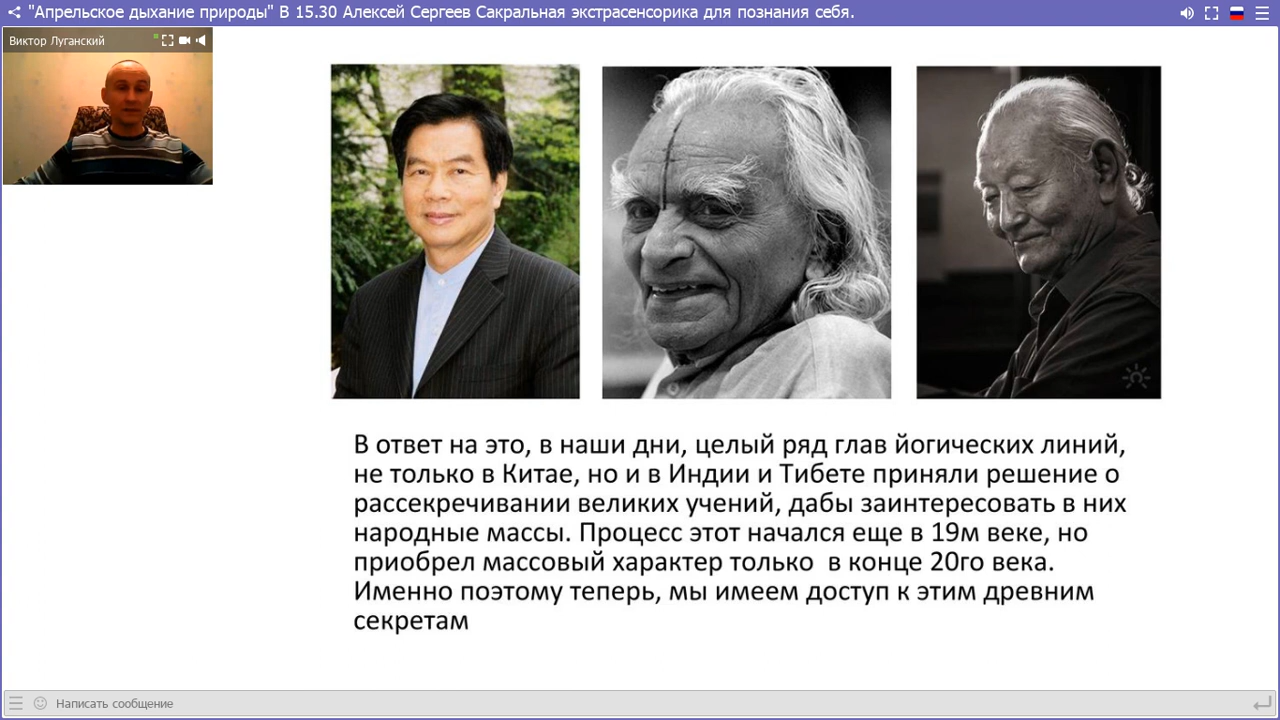 "Апрельское дыхание природы" В 15.30 Алексей Сергеев Сакральная экстрасенсорика для познания себя.
Виктор Луганский
В ответ на это, в наши дни, целый ряд глав йогических линий,
не только в Китае, но и в Индии и Тибете приняли решение о
рассекречивании великих учений, дабы заинтересовать в них
народные массы. Процесс этот начался еще в 19м веке, но
приобрел массовый характер только  в конце 20го века.
Именно поэтому теперь, мы имеем доступ к этим древним
секретам
Написать сообщение